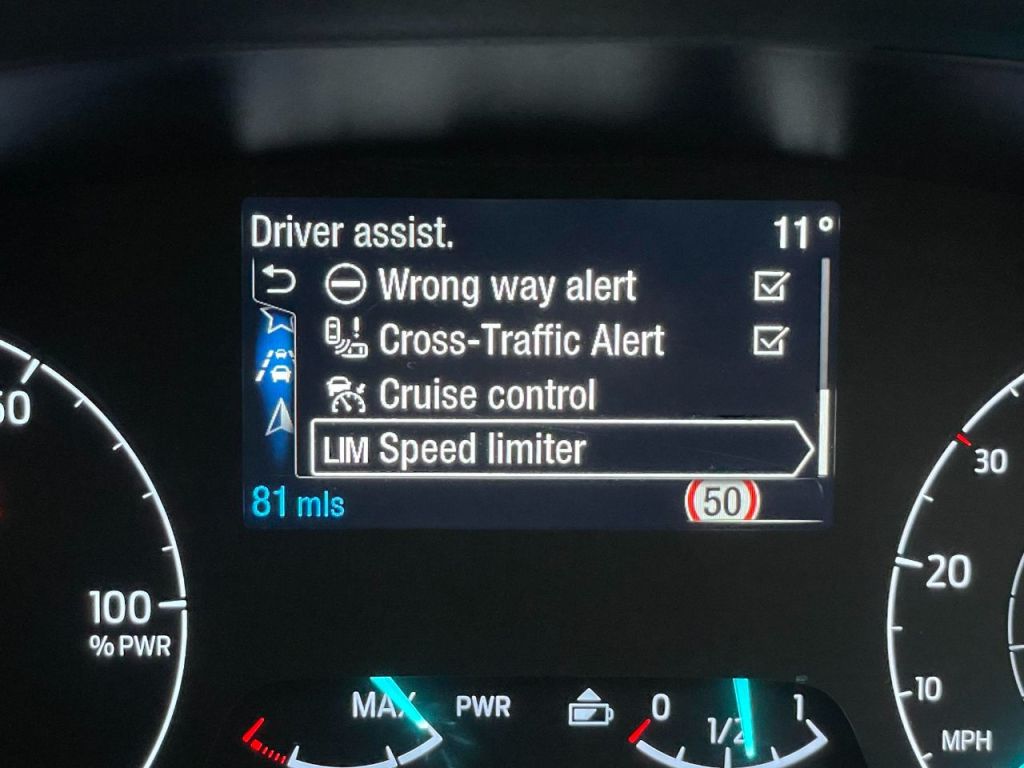 Driver assist. 11°
Wrong way alert
Cross-Traffic Alert
Cruise control
LIM Speed limiter
81 mls 50
50
100
% PWR
30
20
10
MPH
MAX PWR
0 1/2 1